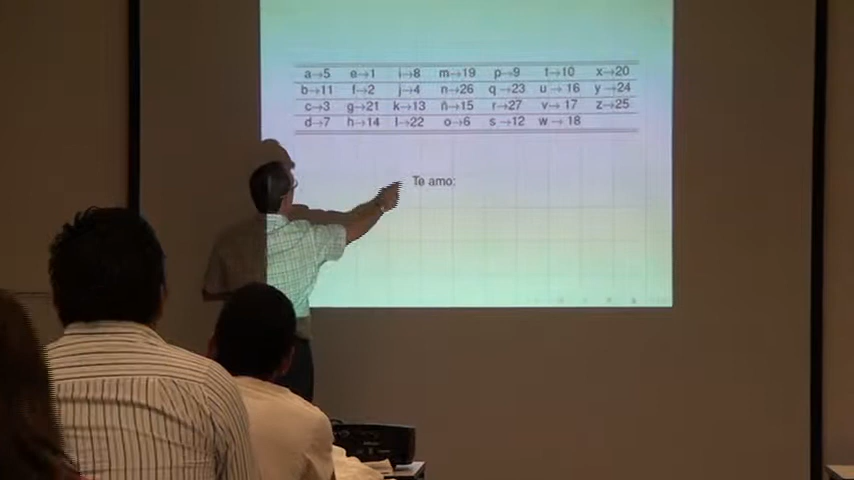 a→5 e→1 i→8 m→19 p→9 t→10 x→20
b→11 f→2 j→4 n→26 q→23 u→16 y→24
c→3 g→21 k→13 ñ→15 r→27 v→17 z→25
d→7 h→14 l→22 o→6 s→12 w→18
Te amo: